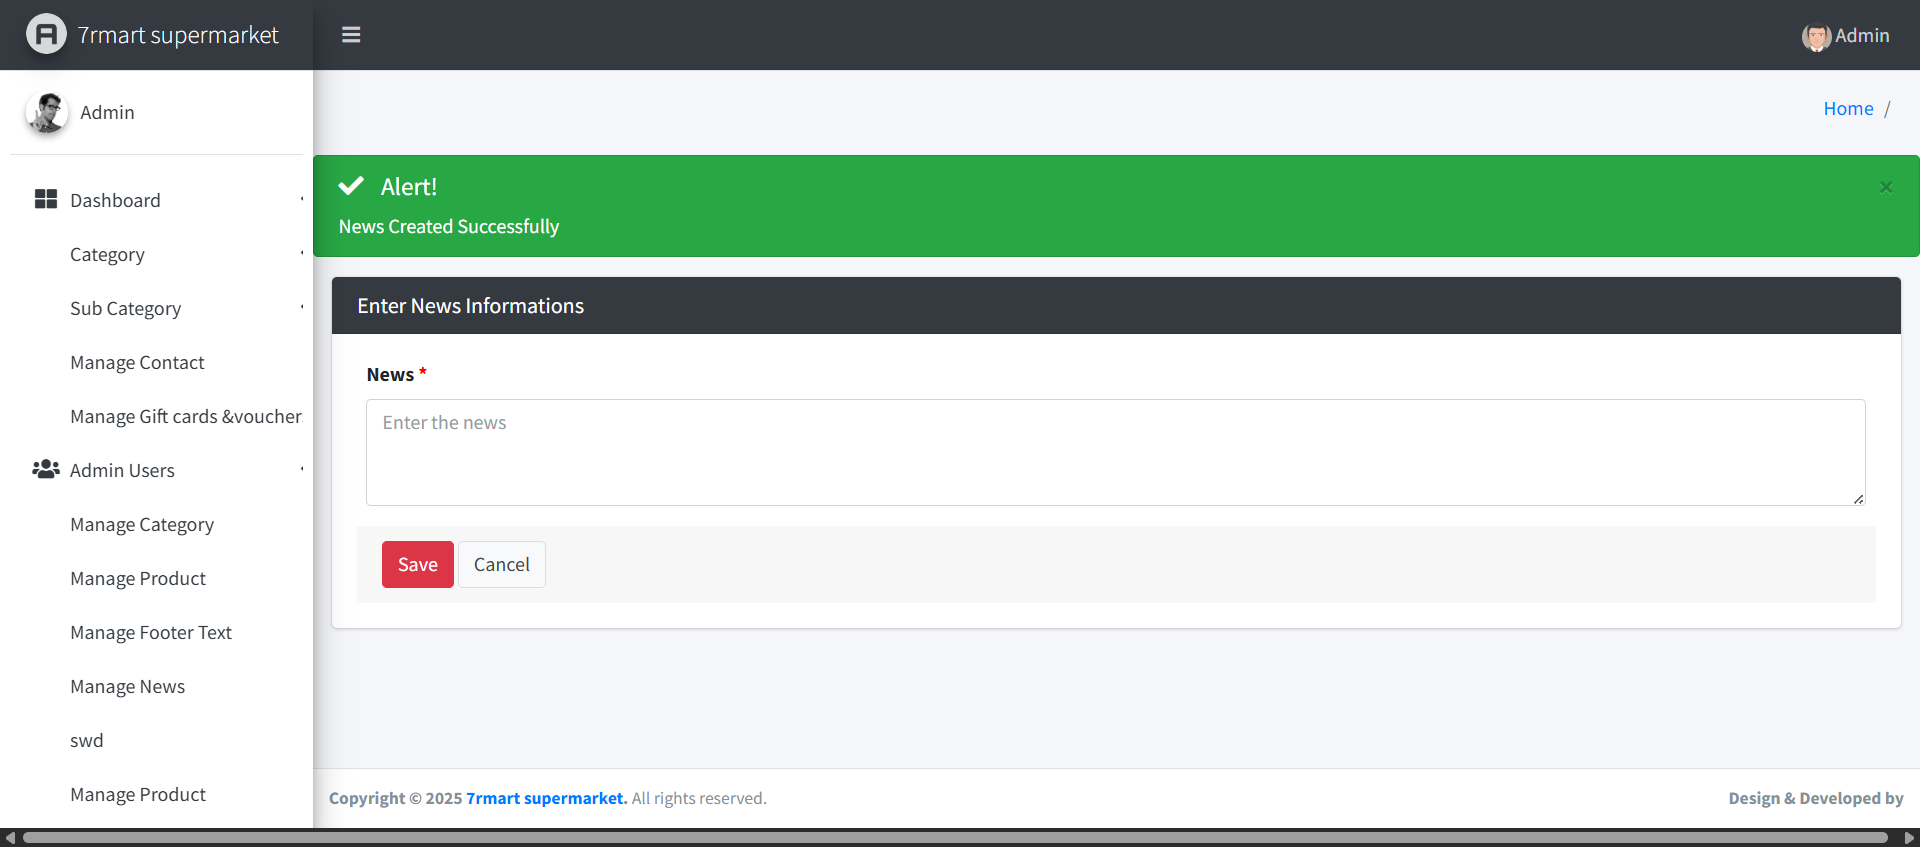 7rmart supermarket
Admin
Admin
Home /
Dashboard
Category
Sub Category
Manage Contact
Manage Gift cards &voucher
Admin Users
Manage Category
Manage Product
Manage Footer Text
Manage News
swd
Manage Product
Alert!
×
News Created Successfully
Enter News Informations
News *
Enter the news
Save Cancel
Copyright © 2025 7rmart supermarket. All rights reserved.
Design & Developed by